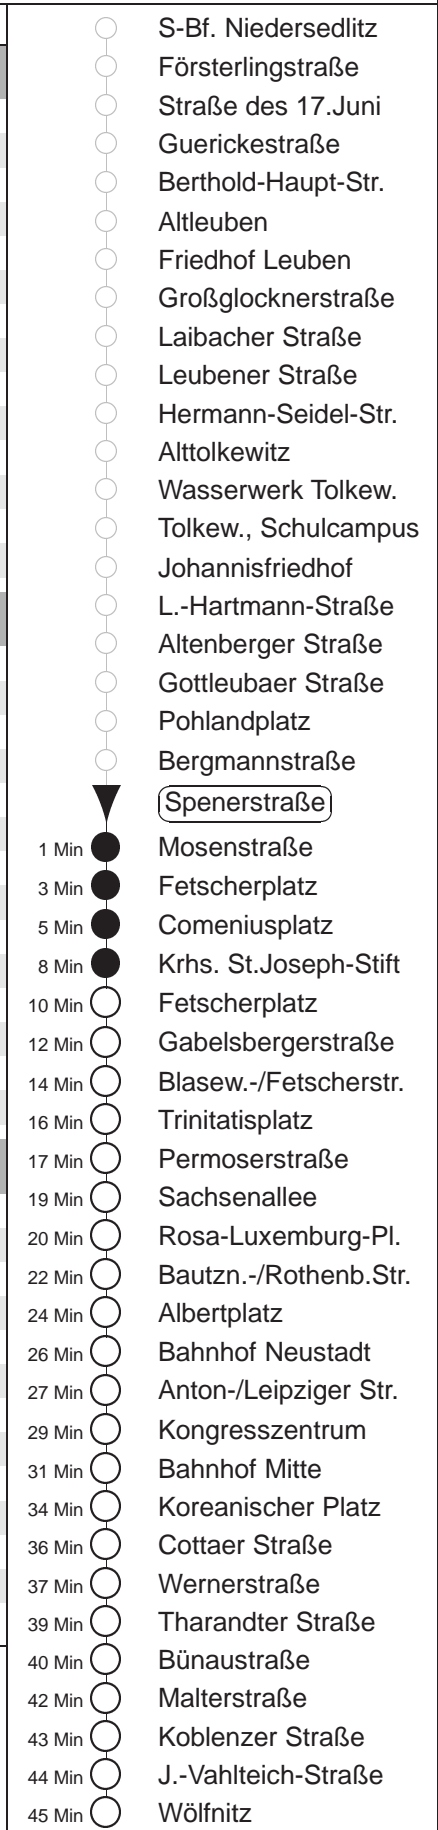 S-Bf. Niedersedlitz
Försterlingstraße
Straße des 17.Juni
Guerickestraße
Berthold-Haupt-Str.
Altleuben
Friedhof Leuben
Großglocknerstraße
Laibacher Straße
Leubener Straße
Hermann-Seidel-Str.
Alttolkewitz
Wasserwerk Tolkew.
Tolkew., Schulcampus
Johannisfriedhof
L.-Hartmann-Straße
Altenberger Straße
Gottleubaer Straße
Pohlandplatz
Bergmannstraße
Spenerstraße
1 Min Mosenstraße
3 Min Fetscherplatz
5 Min Comeniusplatz
8 Min Krhs. St.Joseph-Stift
10 Min Fetscherplatz
12 Min Gabelsbergerstraße
14 Min Blasew.-/Fetscherstr.
16 Min Trinitatisplatz
17 Min Permoserstraße
19 Min Sachsenallee
20 Min Rosa-Luxemburg-Pl.
22 Min Bautzn.-/Rothenb.Str.
24 Min Albertplatz
26 Min Bahnhof Neustadt
27 Min Anton-/Leipziger Str.
29 Min Kongresszentrum
31 Min Bahnhof Mitte
34 Min Koreanischer Platz
36 Min Cottaer Straße
37 Min Wernerstraße
39 Min Tharandter Straße
40 Min Bünaustraße
42 Min Malterstraße
43 Min Koblenzer Straße
44 Min J.-Vahlteich-Straße
45 Min Wölfnitz